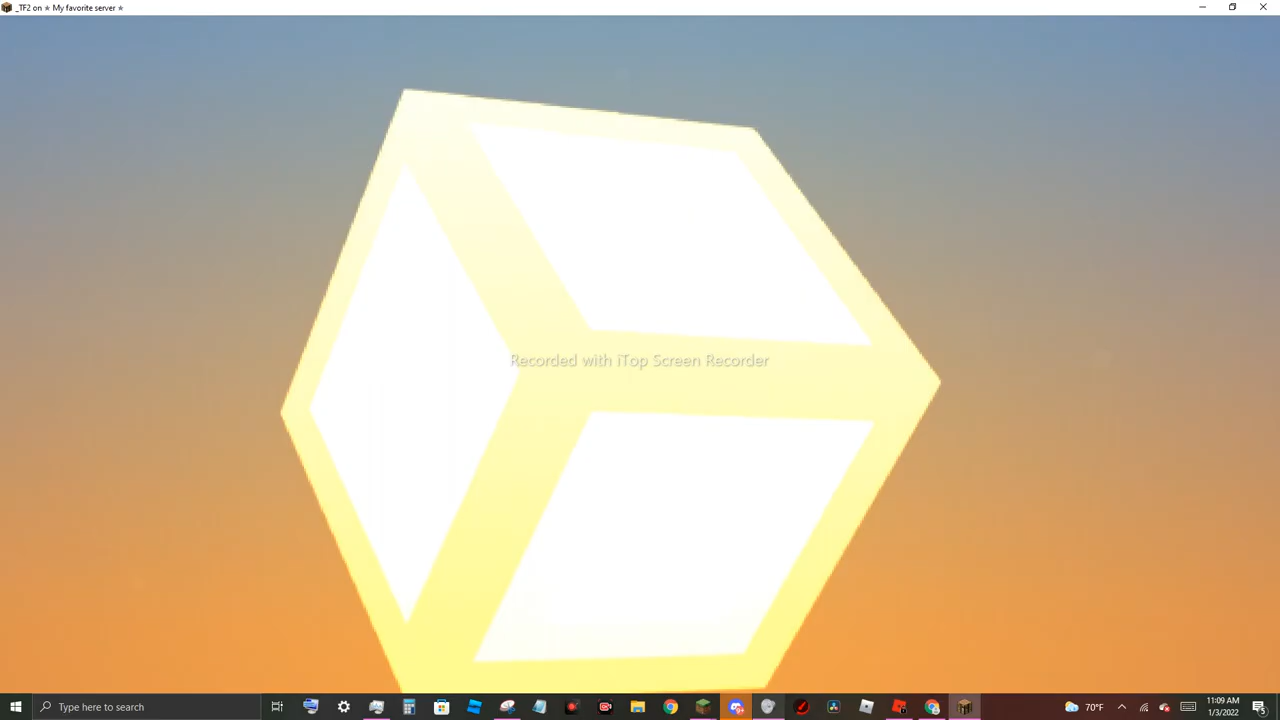 _TF2 on ★ My favorite server ★
Recorded with iTop Screen Recorder
Type here to search
70°F
11:09 AM
1/3/2022